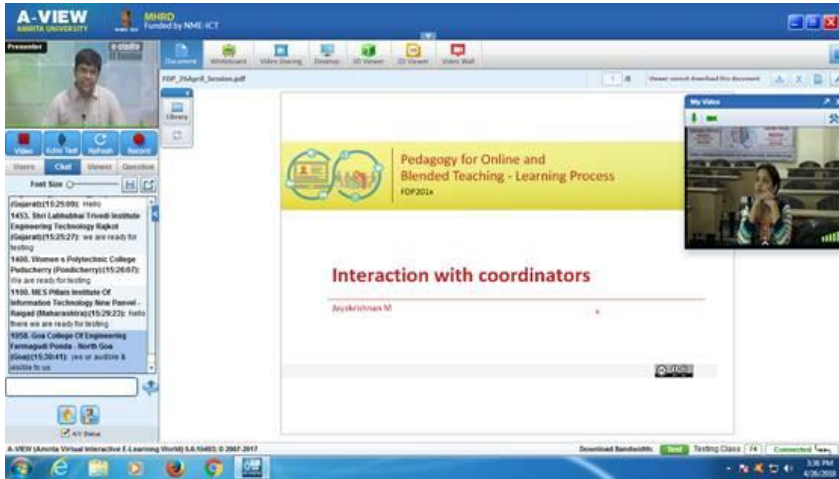 A-VIEW
AMRITA UNIVERSITY
MHRD
Funded by NME-ICT
Presenter
Document
Whiteboard
Video Sharing
Desktop
3D Viewer
2D Viewer
Video Wall
FDP_26April_Session.pdf
1
Viewer cannot download this document
Library
My Video
Pedagogy for Online and
Blended Teaching - Learning Process
FDP201x
Interaction with coordinators
Jayakrishnan M
Video
Echo Test
Refresh
Record
Users
Chat
Viewer
Question
Font Size
(Gujarat)(15:25:09): Hello
1453. Shri Labhubhai Trivedi Institute
Engineering Technology Rajkot
(Gujarat)(15:25:27): we are ready for
testing
1400. Women s Polytechnic College
Puducherry (Pondicherry)(15:26:07):
We are ready for testing
1100. MES Pillais Institute Of
Information Technology New Panvel -
Raigad (Maharashtra)(15:29:23): hello
there we are ready for testing
1058. Goa College Of Engineering
Farmagudi Ponda - North Goa
(Goa)(15:30:41): yes ur audible &
visible to us
A/V Status
A-VIEW (Amrita Virtual Interactive E-Learning World) © 2007-2017
Download Bandwidth:
Test
Testing Class
74
Connected
3:36 PM
4/26/2018